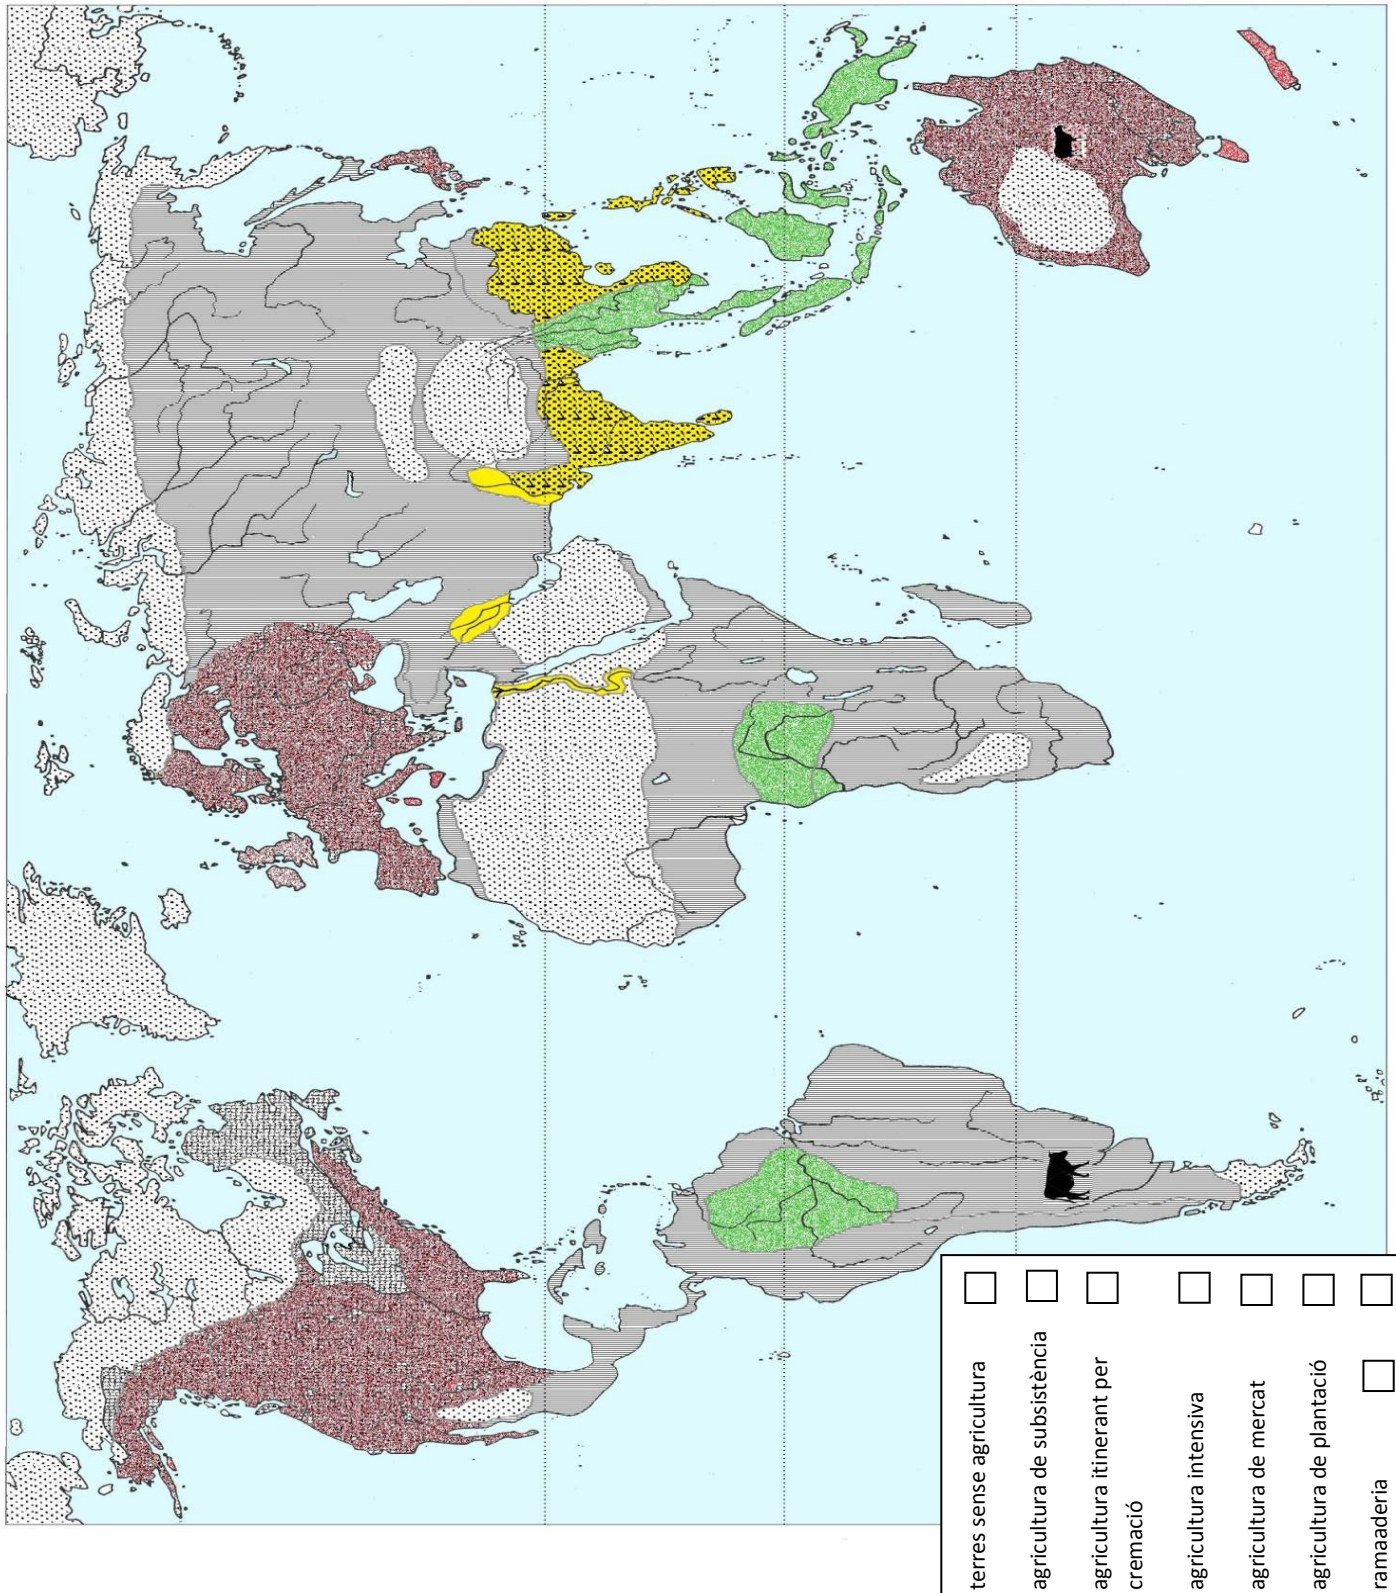 terres sense agricultura
agricultura de subsistència
agricultura itinerant per
cremació
agricultura intensiva
agricultura de mercat
agricultura de plantació
ramaaderia